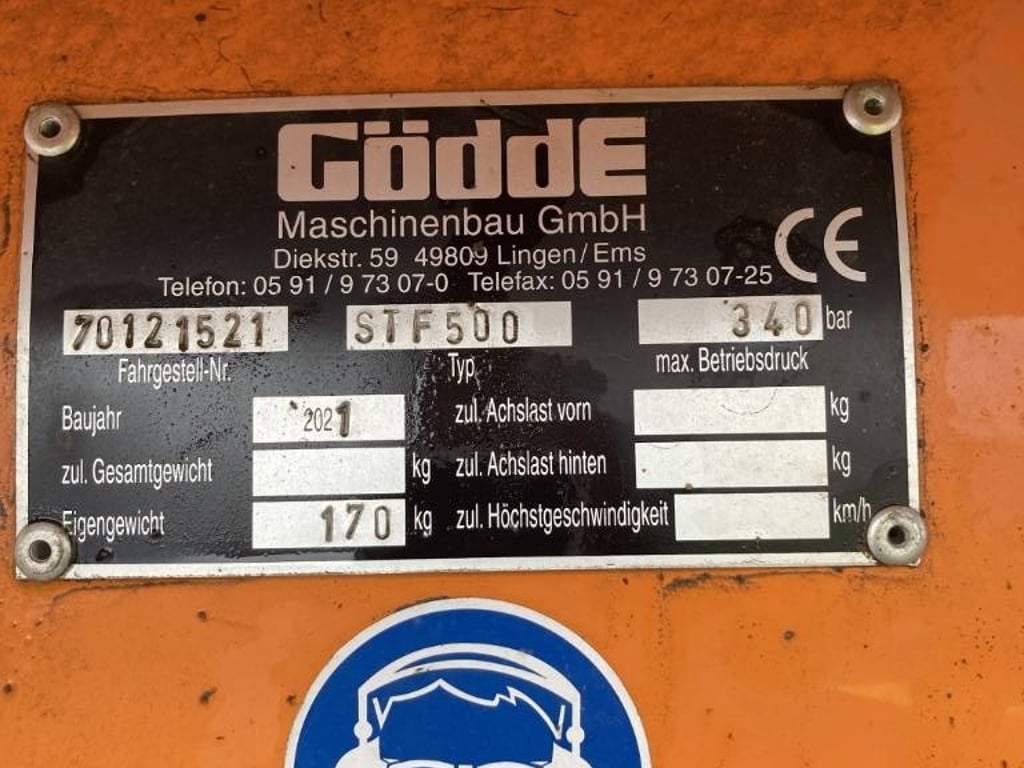 GöddE
Maschinenbau GmbH
Diekstr. 59 49809 Lingen/Ems
Telefon: 05 91 / 9 73 07-0 Telefax: 05 91 / 9 73 07-25
CE
70121521 STF500 340 bar
Fahrgestell-Nr. Typ max. Betriebsdruck
Baujahr 2021 zul. Achslast vorn kg
zul. Gesamtgewicht kg zul. Achslast hinten kg
Eigengewicht 170 kg zul. Höchstgeschwindigkeit km/h